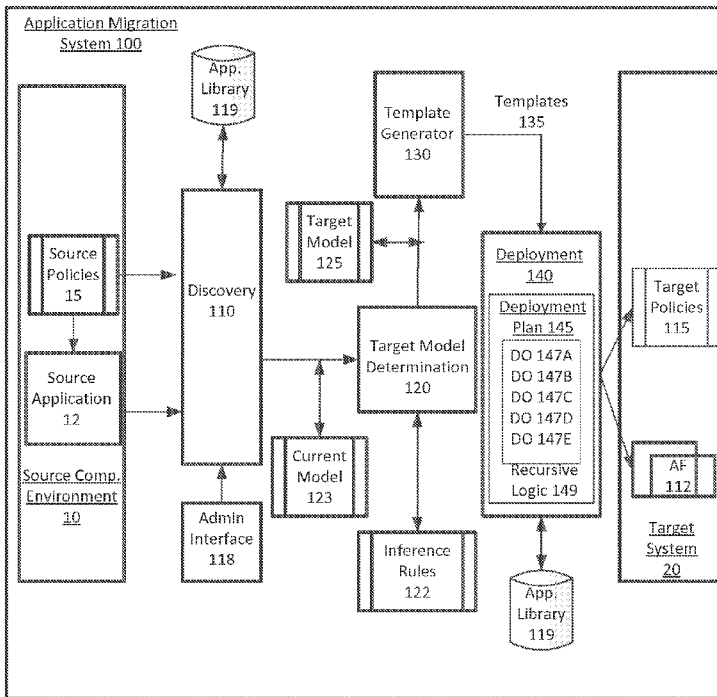 Application Migration
System 100
App.
Library
119
Template
Generator
130
Templates
135
Source
Policies
15
Discovery
110
Target
Model
125
Deployment
140
Deployment
Plan 145
DO 147A
DO 147B
DO 147C
DO 147D
DO 147E
Recursive
Logic 149
Target
Policies
115
Source
Application
12
Target Model
Determination
120
Source Comp.
Environment
10
Current
Model
123
Admin
Interface
118
Inference
Rules
122
App.
Library
119
AF
112
Target
System
20